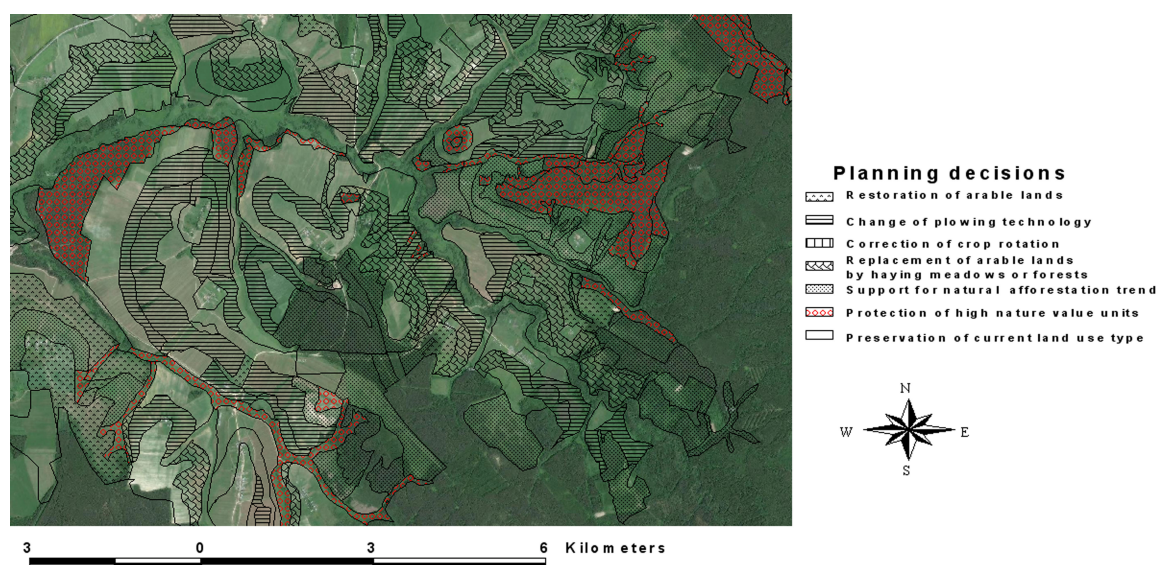 Planning decisions
Restoration of arable lands
Change of plowing technology
Correction of crop rotation
Replacement of arable lands
by haying meadows or forests
Support for natural afforestation trend
Protection of high nature value units
Preservation of current land use type
N
W E
S
3 0 3 6 Kilometers